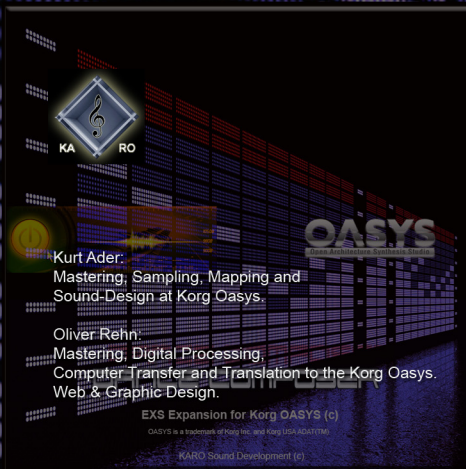 KA RO
OASYS
Open Architecture Synthesis Studio
Kurt Ader:
Mastering, Sampling, Mapping and
Sound-Design at Korg Oasys.
Oliver Rehn:
Mastering, Digital Processing,
Computer Transfer and Translation to the Korg Oasys.
Web & Graphic Design.
COMPOSER
EXS Expansion for Korg OASYS (c)
OASYS is a trademark of Korg Inc. and Korg USA ADAT(TM)
KARO Sound Development (c)